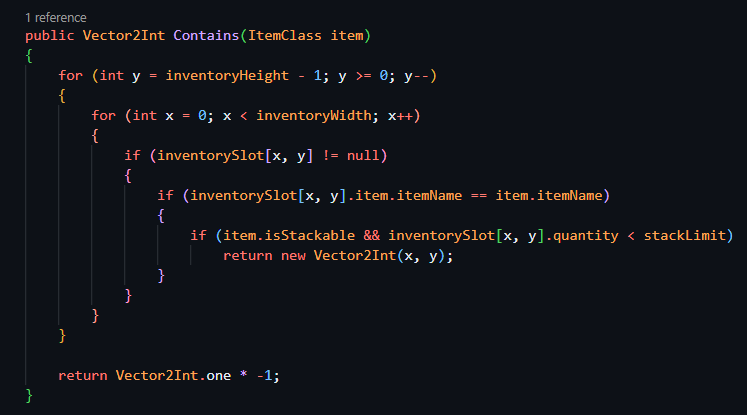 1 reference
public Vector2Int Contains(ItemClass item)
{
    for (int y = inventoryHeight - 1; y >= 0; y--)
    {
        for (int x = 0; x < inventoryWidth; x++)
        {
            if (inventorySlot[x, y] != null)
            {
                if (inventorySlot[x, y].item.itemName == item.itemName)
                {
                    if (item.isStackable && inventorySlot[x, y].quantity < stackLimit)
                        return new Vector2Int(x, y);
                }
            }
        }
    }

    return Vector2Int.one * -1;
}